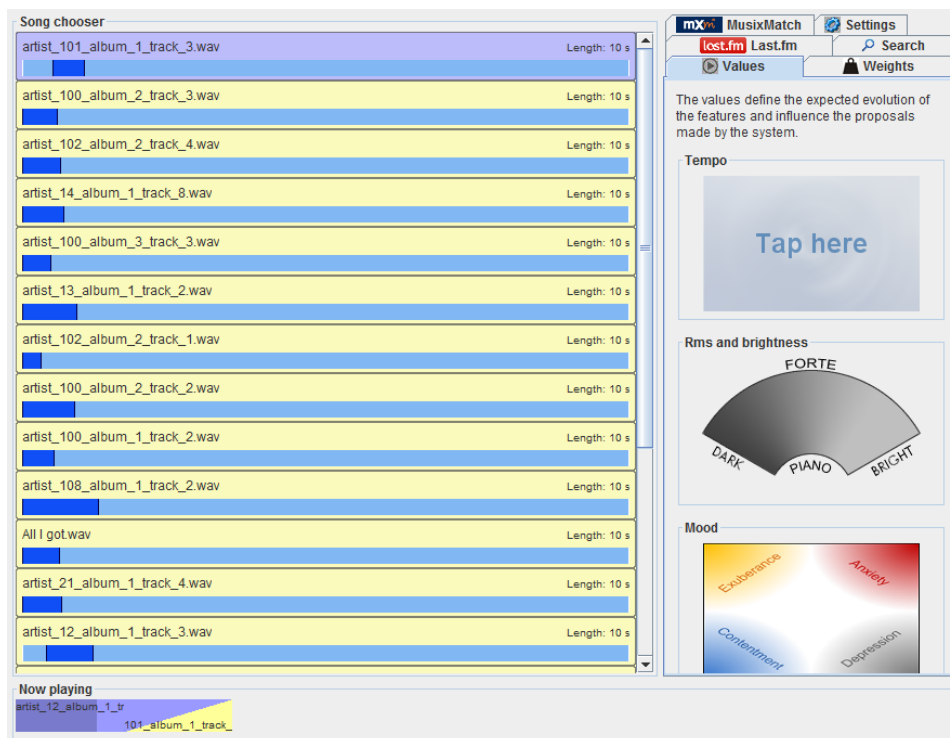 Song chooser
artist_101_album_1_track_3.wav
Length: 10 s
artist_100_album_2_track_3.wav
Length: 10 s
artist_102_album_2_track_4.wav
Length: 10 s
artist_14_album_1_track_8.wav
Length: 10 s
artist_100_album_3_track_3.wav
Length: 10 s
artist_13_album_1_track_2.wav
Length: 10 s
artist_102_album_2_track_1.wav
Length: 10 s
artist_100_album_2_track_2.wav
Length: 10 s
artist_100_album_1_track_2.wav
Length: 10 s
artist_108_album_1_track_2.wav
Length: 10 s
All I got.wav
Length: 10 s
artist_21_album_1_track_4.wav
Length: 10 s
artist_12_album_1_track_3.wav
Length: 10 s
mXm MusixMatch
Settings
lost.fm Last.fm
Search
Values
Weights
The values define the expected evolution of
the features and influence the proposals
made by the system.
Tempo
Tap here
Rms and brightness
FORTE
DARK
PIANO
BRIGHT
Mood
Exuberance
Anxiety
Contentment
Depression
Now playing
artist_12_album_1_tr
101_album_1_track_